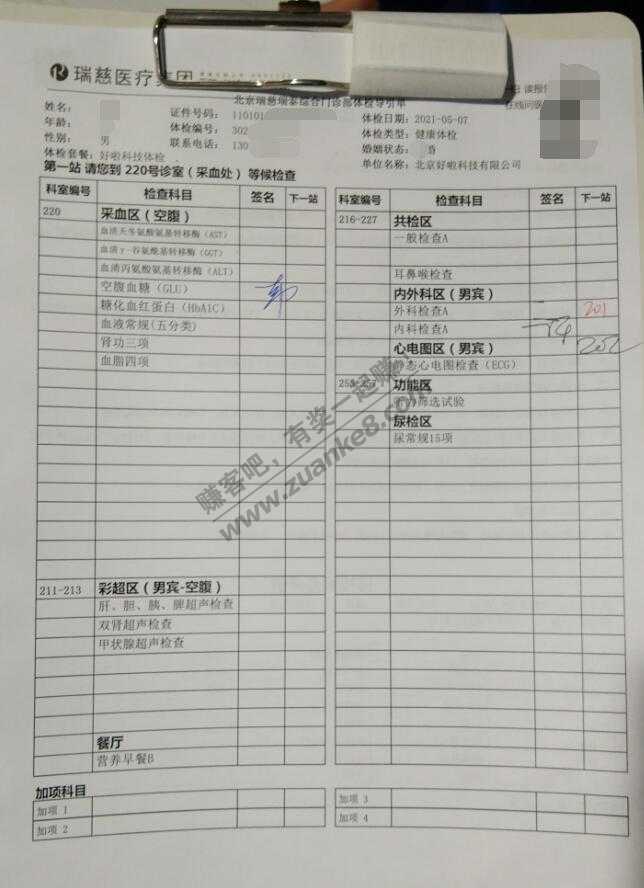 瑞慈医疗集团
北京瑞慈瑞泰综合门诊部体检导引单
读报告
在线问医
姓名:
证件号码: 110101
体检日期: 2021-05-07
年龄:
体检编号: 302
体检类型: 健康体检
性别: 男
联系电话: 130
婚姻状态: 婚
体检套餐: 好啦科技体检
单位名称: 北京好啦科技有限公司
第一站 请您到 220号诊室（采血处）等候检查
科室编号 检查科目 签名 下一站
220 采血区（空腹）
血清天冬氨酸氨基转移酶（AST）
血清γ-谷氨酰基转移酶（GGT）
血清丙氨酸氨基转移酶（ALT）
空腹血糖（GLU）
糖化血红蛋白（HbA1C）
血液常规(五分类)
肾功三项
血脂四项
211-213 彩超区（男宾-空腹）
肝、胆、胰、脾超声检查
双肾超声检查
甲状腺超声检查
餐厅
营养早餐B
科室编号 检查科目 签名 下一站
216-227 共检区
一般检查A
耳鼻喉检查
内外科区（男宾）
外科检查A 201
内科检查A
心电图区（男宾） 202
态心电图检查（ECG）
253-257 功能区
听力筛选试验
尿检区
尿常规15项
赚客吧，有奖一起赚！
www.zuanke8.com
加项科目
加项 1
加项 2
加项 3
加项 4